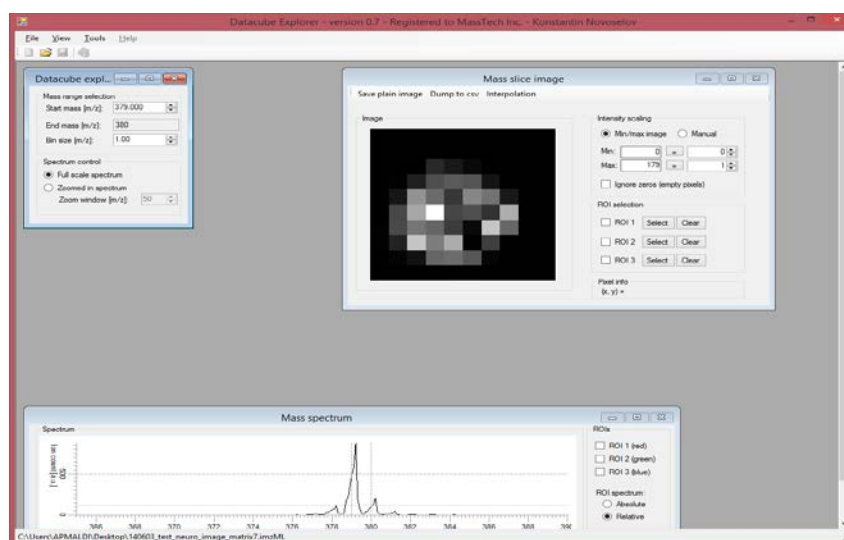 Datacube Explorer - version 0.7 - Registered to MassTech Inc. - Konstantin Novoselov
File View Tools Help
Datacube expl...
Mass range selection
Start mass [m/z]: 379.000
End mass [m/z]: 380
Bin size [m/z]: 1.00
Spectrum control
Full scale spectrum
Zoomed in spectrum
Zoom window [m/z]: 50
Mass slice image
Save plain image Dump to csv Interpolation
Image
Intensity scaling
Min/max image Manual
Min: 0 0
Max: 179 1
Ignore zeros (empty pixels)
ROI selection
ROI 1 Select Clear
ROI 2 Select Clear
ROI 3 Select Clear
Pixel info
(x, y) =
Mass spectrum
Spectrum
Ion count [a.u.]
500
0
366 368 370 372 374 376 378 380 382 384 386 388
ROIs
ROI 1 (red)
ROI 2 (green)
ROI 3 (blue)
ROI spectrum:
Absolute
Relative
C:\Users\APMALDI\Desktop\140603_test_neuro_image_matrix7.imzML